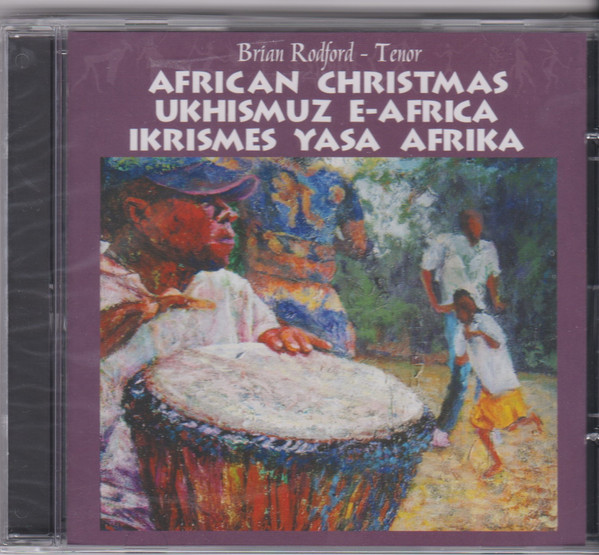 Brian Rodford - Tenor
AFRICAN CHRISTMAS
UKHISMUZ E-AFRICA
IKRISMES YASA AFRIKA